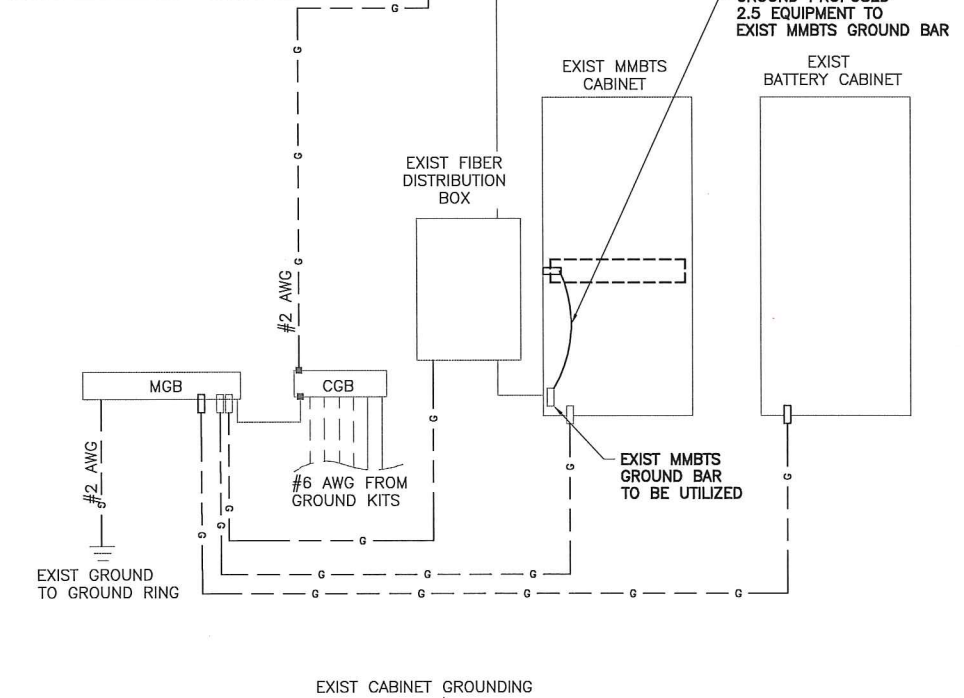 G
2.5 EQUIPMENT TO
EXIST MMBTS GROUND BAR
EXIST
BATTERY CABINET
EXIST MMBTS
CABINET
G
G
EXIST FIBER
DISTRIBUTION
BOX
G
#2 AWG
MGB
CGB
G
#2 AWG
G
#6 AWG FROM
GROUND KITS
EXIST MMBTS
GROUND BAR
TO BE UTILIZED
G
G
G
G
G
G
G
EXIST GROUND
TO GROUND RING
G
G
G
G
G
G
G
G
EXIST CABINET GROUNDING